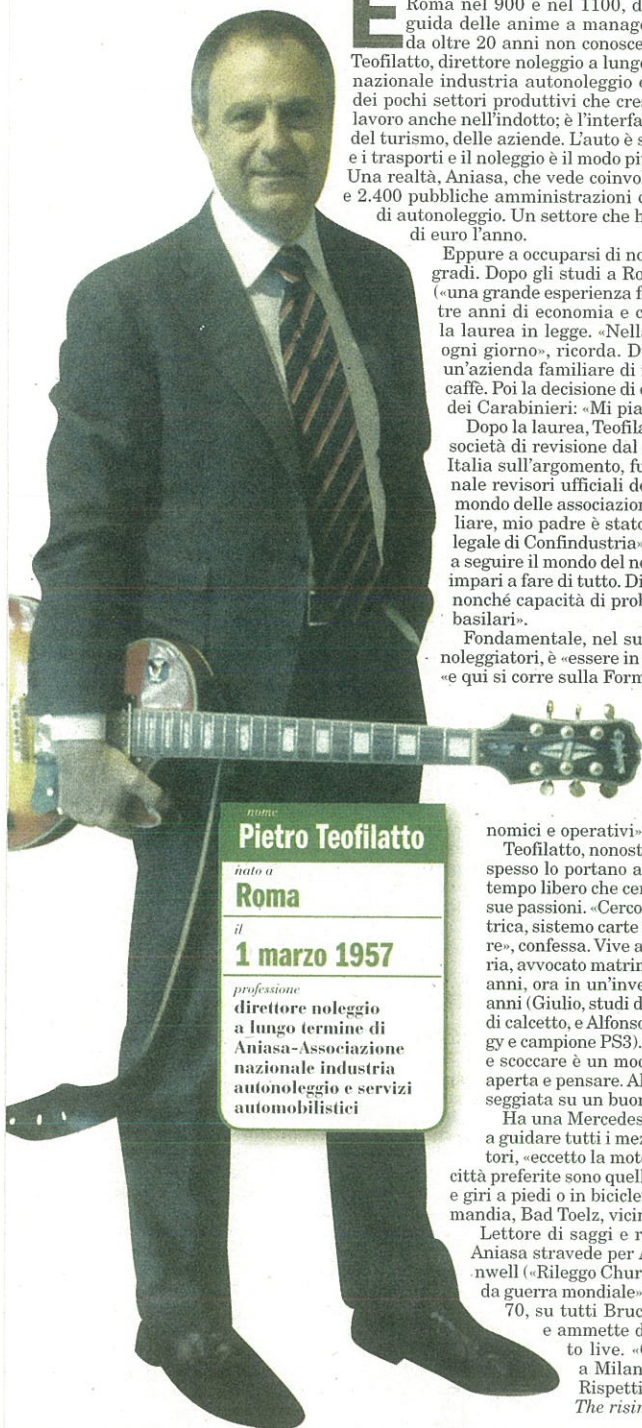 E
Roma nel 900 e nel 1100, d
guida delle anime a manag
da oltre 20 anni non conosce
Teofilatto, direttore noleggio a lung
nazionale industria autonoleggio e
dei pochi settori produttivi che cre
lavoro anche nell'indotto; è l'interfa
del turismo, delle aziende. L'auto è s
e i trasporti e il noleggio è il modo pi
Una realtà, Aniasa, che vede coinvo
e 2.400 pubbliche amministrazioni
di autonoleggio. Un settore che h
di euro l'anno.
Eppure a occuparsi di no
gradi. Dopo gli studi a Ro
(«una grande esperienza f
tre anni di economia e c
la laurea in legge. «Nell
ogni giorno», ricorda. D
un'azienda familiare di
caffè. Poi la decisione di
dei Carabinieri: «Mi pia
Dopo la laurea, Teofila
società di revisione dal
Italia sull'argomento, fu
nale revisori ufficiali de
mondo delle associazion
liare, mio padre è stato
legale di Confindustria»
a seguire il mondo del n
impari a fare di tutto. Di
nonché capacità di prob
basilari».
Fondamentale, nel su
noleggiatori, è «essere in
«e qui si corre sulla Form
nome
Pietro Teofilatto
nato a
Roma
il
1 marzo 1957
professione
direttore noleggio
a lungo termine di
Aniasa-Associazione
nazionale industria
autonoleggio e servizi
automobilistici
nomici e operativi»
Teofilatto, nonost
spesso lo portano a
tempo libero che ce
sue passioni. «Cerco
trica, sistemo carte
re», confessa. Vive a
ria, avvocato matri
anni, ora in un'inve
anni (Giulio, studi d
di calcetto, e Alfonso
gy e campione PS3).
e scoccare è un mo
aperta e pensare. Al
seggiata su un buon
Ha una Mercedes
a guidare tutti i me
tori, «eccetto la mot
città preferite sono quell
e giri a piedi o in bicicle
mandia, Bad Toelz, vicin
Lettore di saggi e r
Aniasa stravede per
nwell («Rileggo Chur
da guerra mondiale»
70, su tutti Bruc
e ammette d
to live. «
a Milan
Rispetti
The risin